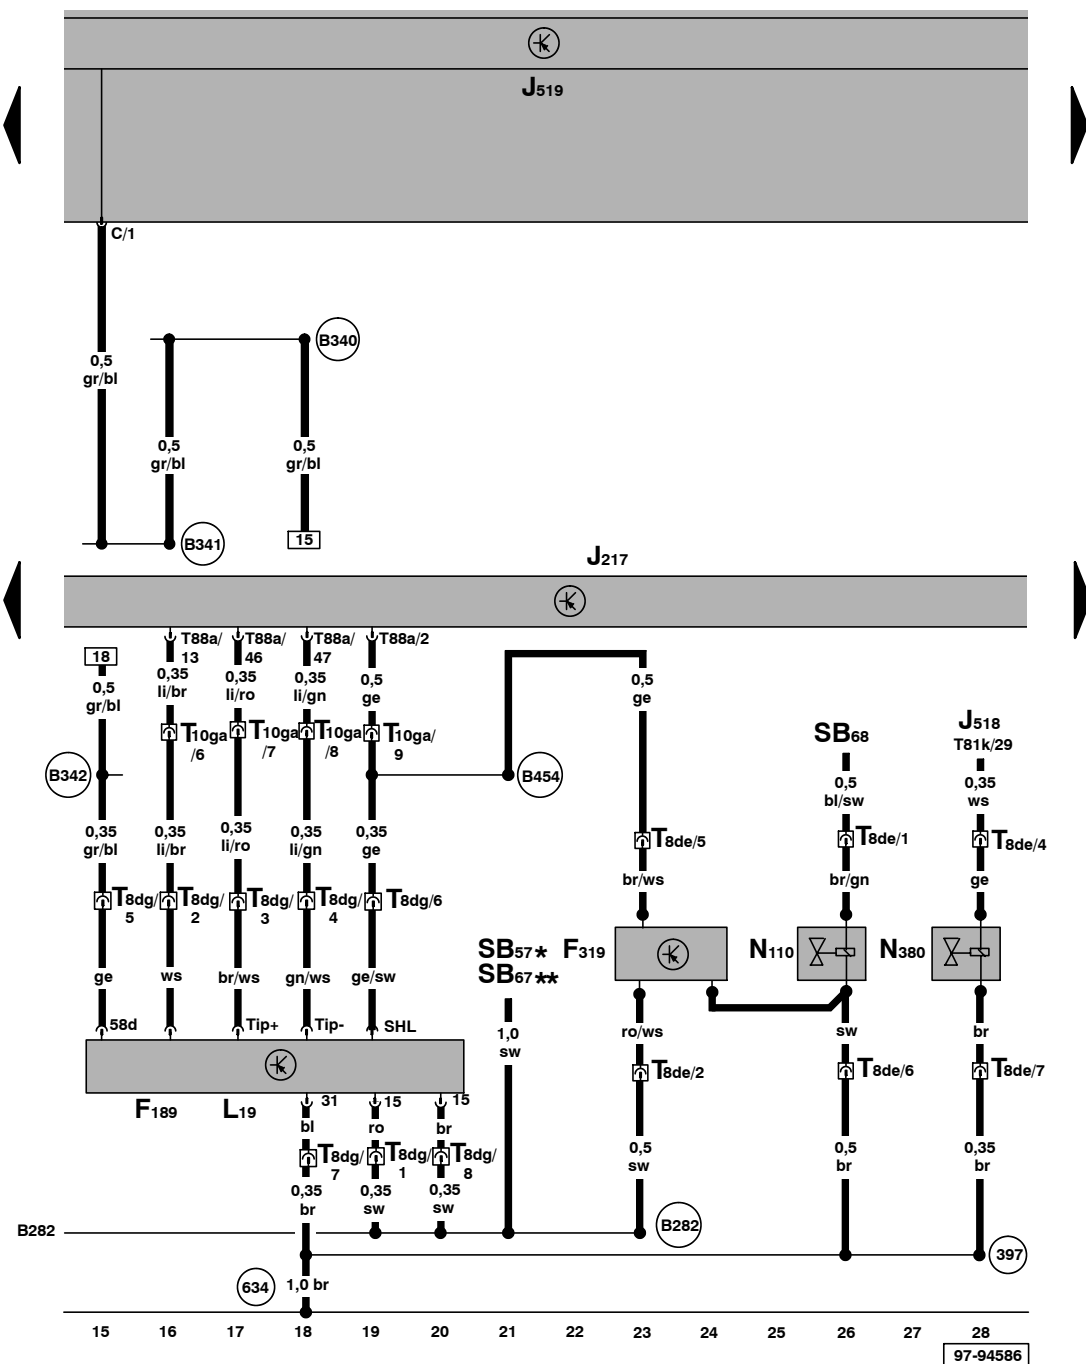 J519
C/1
B340
0,5
gr/bl
0,5
gr/bl
0,5
gr/bl
B341
15
J217
T88a/
13
T88a/
46
T88a/
47
T88a/2
18
0,5
gr/bl
0,35
li/br
0,35
li/ro
0,35
li/gn
0,5
ge
0,5
ge
T10ga
/6
T10ga
/7
T10ga
/8
T10ga/
9
SB68
J518
T81k/29
B342
B454
0,5
bl/sw
0,35
ws
0,35
gr/bl
0,35
li/br
0,35
li/ro
0,35
li/gn
0,35
ge
T8de/5
T8de/1
T8de/4
br/ws
br/gn
ge
T8dg/
5
T8dg/
2
T8dg/
3
T8dg/
4
T8dg/6
SB57*
SB67**
F319
N110
N380
ge
ws
br/ws
gn/ws
ge/sw
58d
Tip+
Tip-
SHL
1,0
sw
ro/ws
sw
br
T8de/2
T8de/6
T8de/7
F189
L19
31
15
15
bl
ro
br
T8dg/
7
T8dg/
1
T8dg/
8
0,5
sw
0,5
br
0,35
br
0,35
br
0,35
sw
0,35
sw
B282
B282
397
634
1,0 br
15 16 17 18 19 20 21 22 23 24 25 26 27 28
97-94586